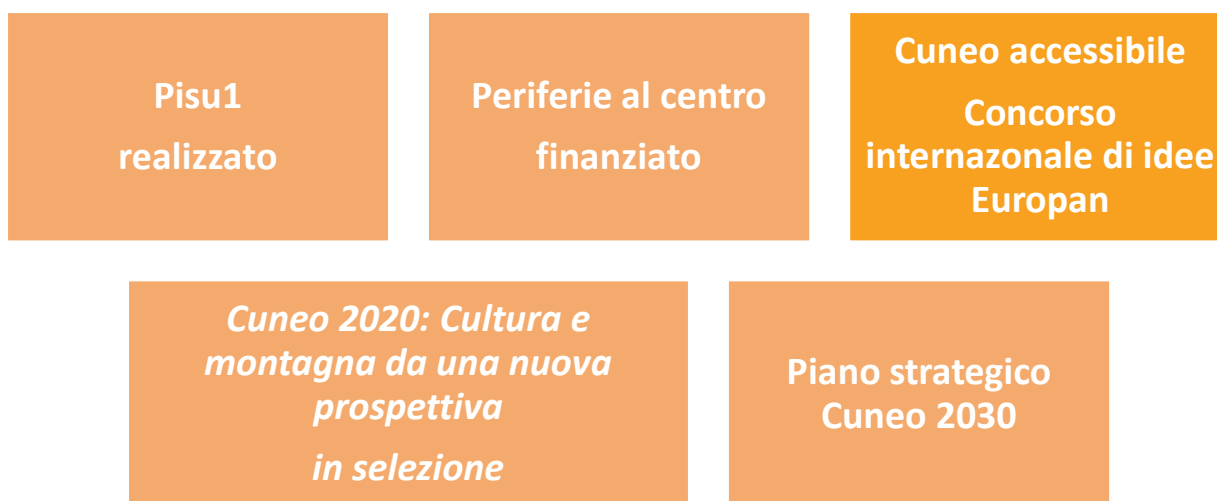 Pisu1
realizzato
Periferie al centro
finanziato
Cuneo accessibile
Concorso
internazonale di idee
Europan
Cuneo 2020: Cultura e
montagna da una nuova
prospettiva
in selezione
Piano strategico
Cuneo 2030